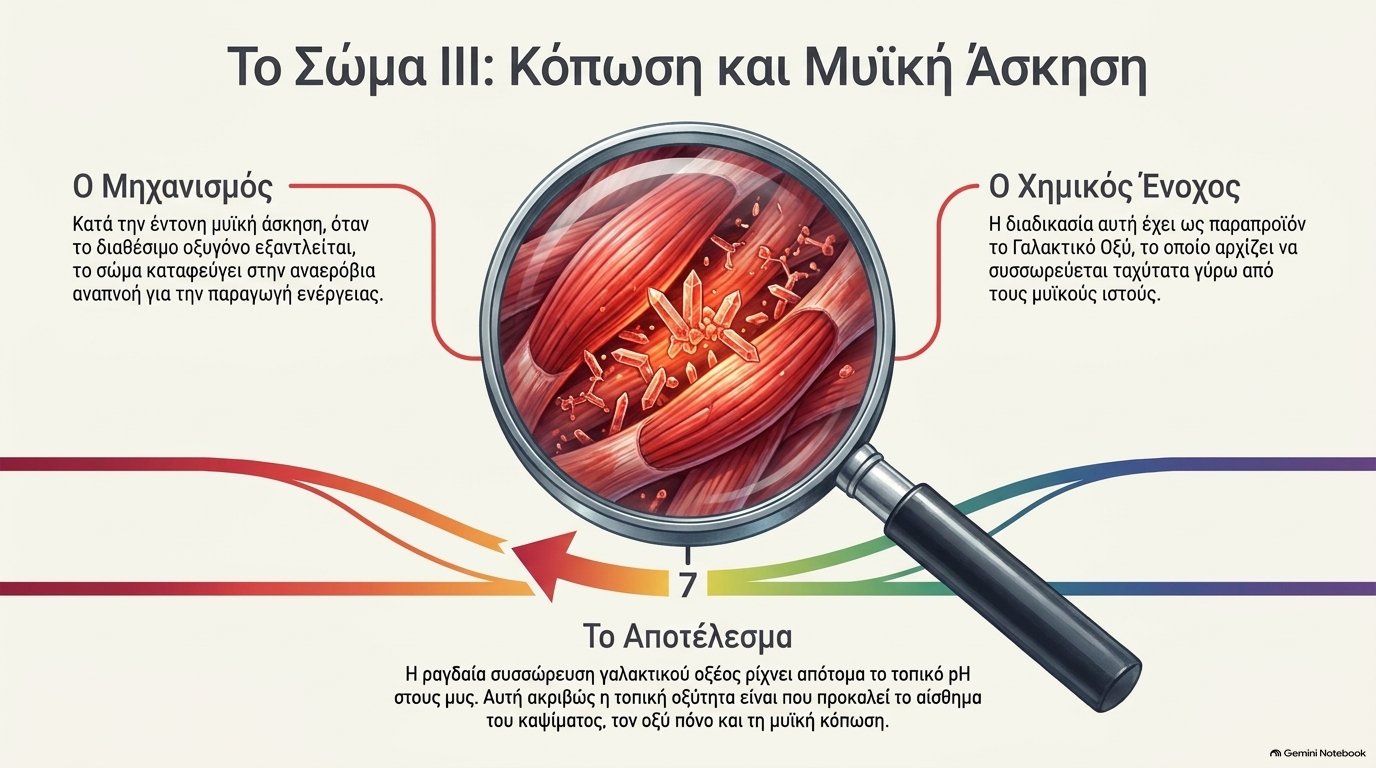 Το Σώμα III: Κόπωση και Μυϊκή Άσκηση
Ο Μηχανισμός
Κατά την έντονη μυϊκή άσκηση, όταν
το διαθέσιμο οξυγόνο εξαντλείται,
το σώμα καταφεύγει στην αναερόβια
αναπνοή για την παραγωγή ενέργειας.
Ο Χημικός Ένοχος
Η διαδικασία αυτή έχει ως παραπροϊόν
το Γαλακτικό Οξύ, το οποίο αρχίζει να
συσσωρεύεται ταχύτατα γύρω από
τους μυϊκούς ιστούς.
7
Το Αποτέλεσμα
Η ραγδαία συσσώρευση γαλακτικού οξέος ρίχνει απότομα το τοπικό pH
στους μυς. Αυτή ακριβώς η τοπική οξύτητα είναι που προκαλεί το αίσθημα
του καψίματος, τον οξύ πόνο και τη μυϊκή κόπωση.
Gemini Notebook